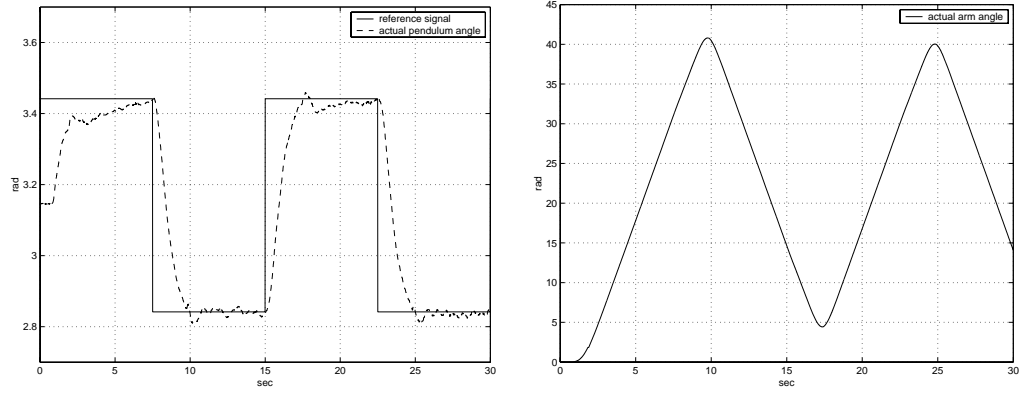 reference signal
actual pendulum angle
3.6
3.4
3.2
3
2.8
rad
0 5 10 15 20 25 30
sec
actual arm angle
45
40
35
30
25
20
15
10
5
0
rad
0 5 10 15 20 25 30
sec